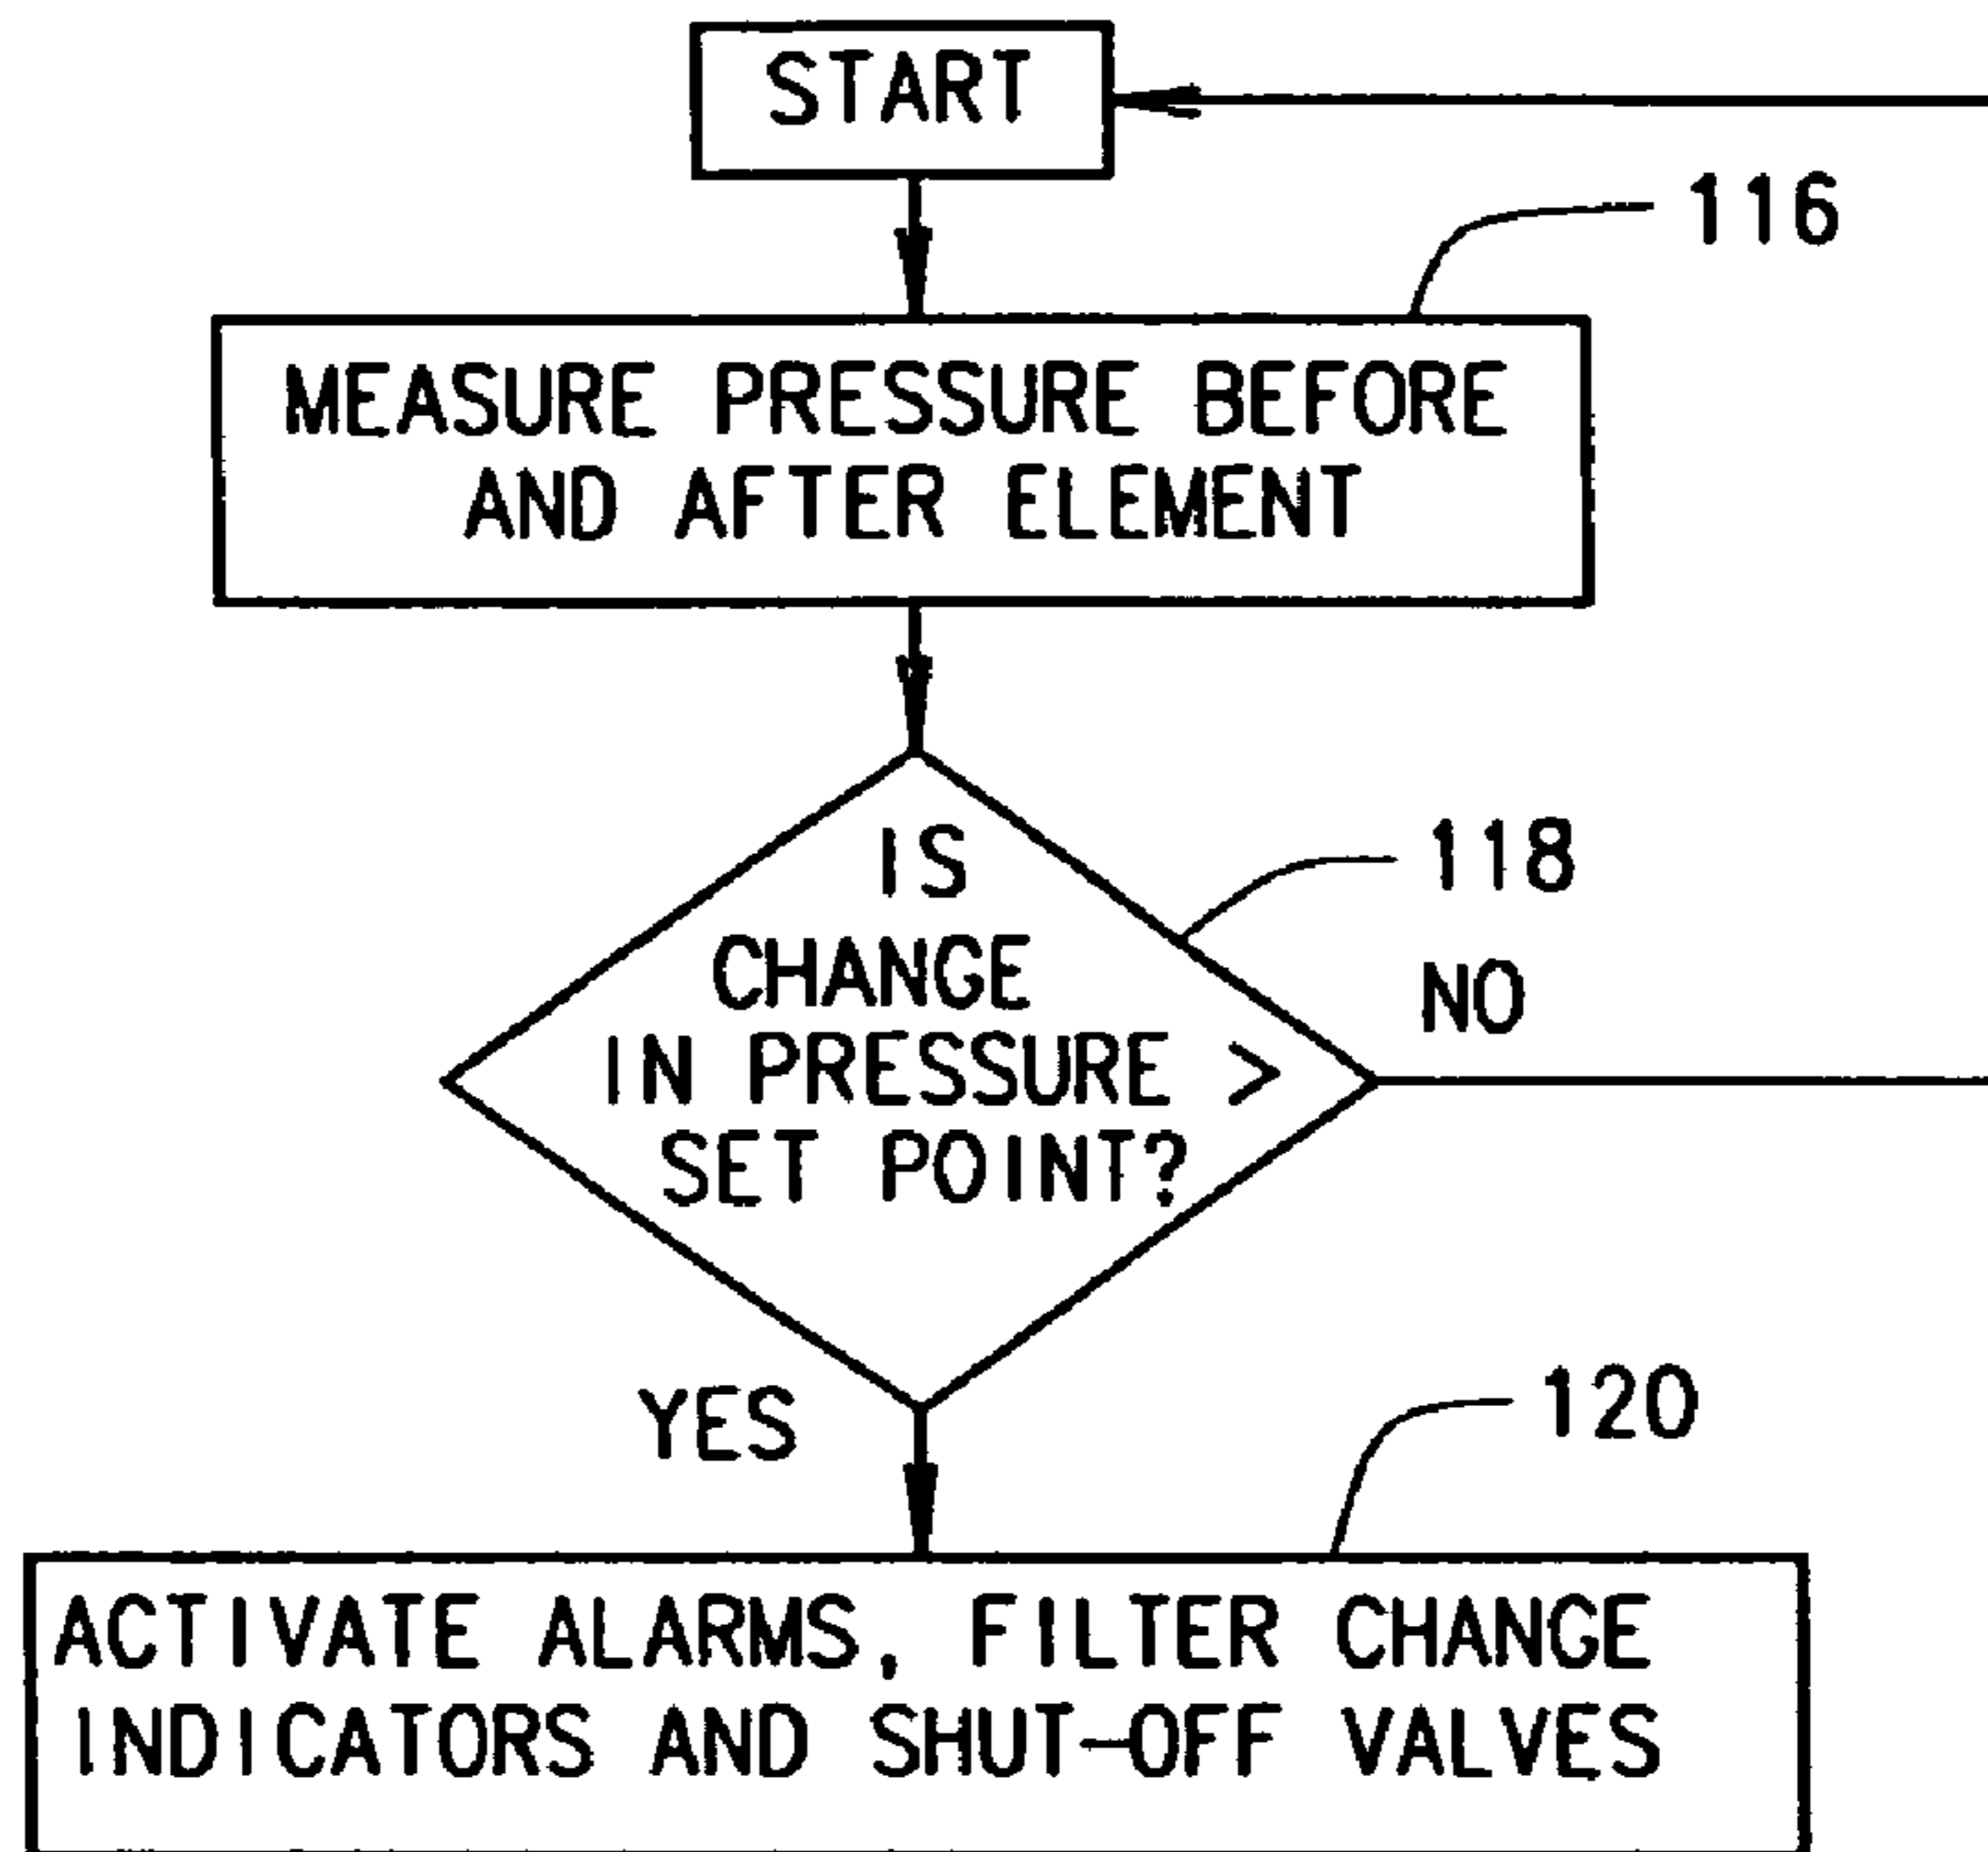 START
116
MEASURE PRESSURE BEFORE
AND AFTER ELEMENT
IS
CHANGE
IN PRESSURE >
SET POINT?
118
NO
YES
120
ACTIVATE ALARMS, FILTER CHANGE
INDICATORS AND SHUT-OFF VALVES